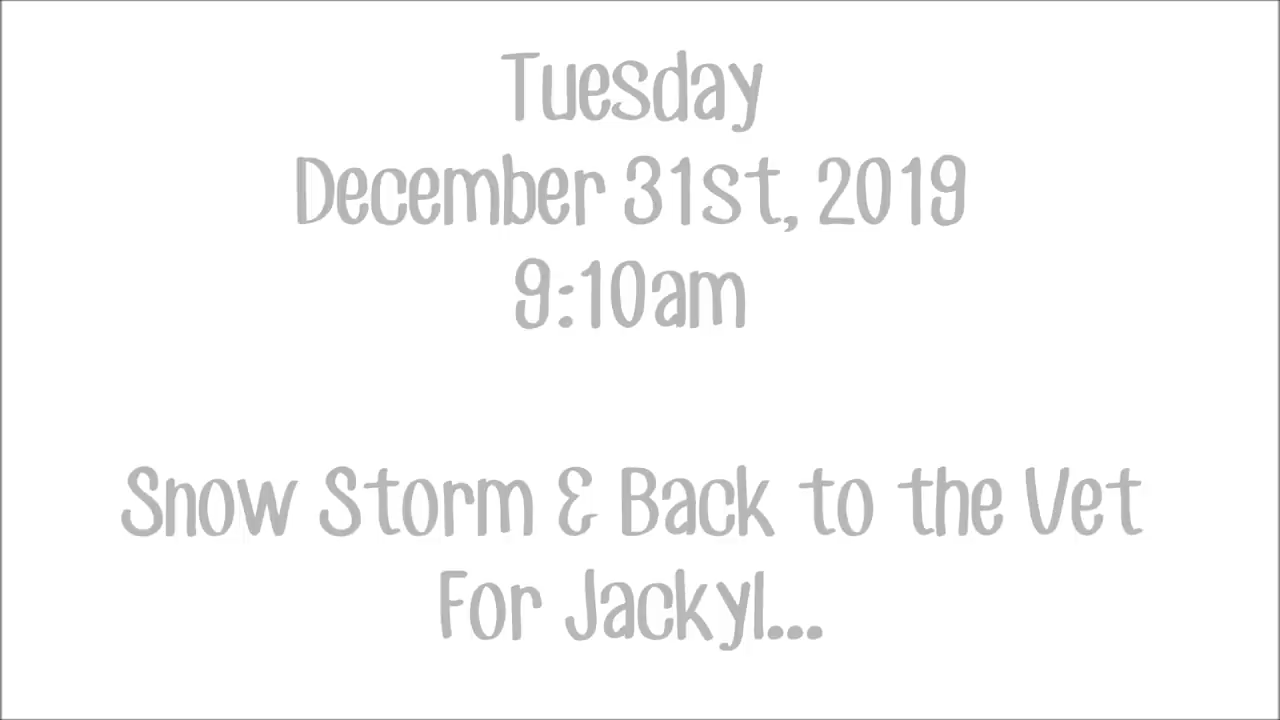 Tuesday
December 31st, 2019
9:10am
Snow Storm & Back to the Vet
For Jackyl...